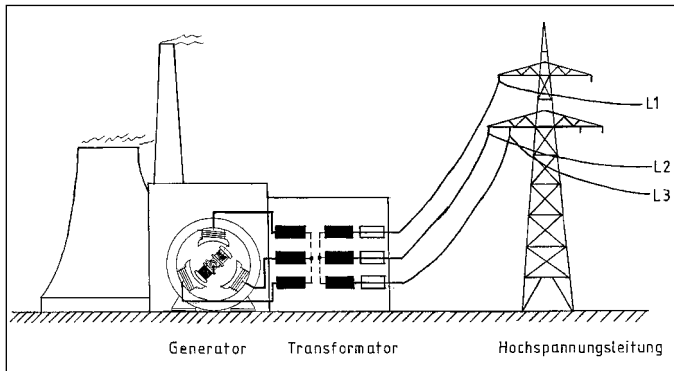 L1
L2
L3
Generator
Transformator
Hochspannungsleitung